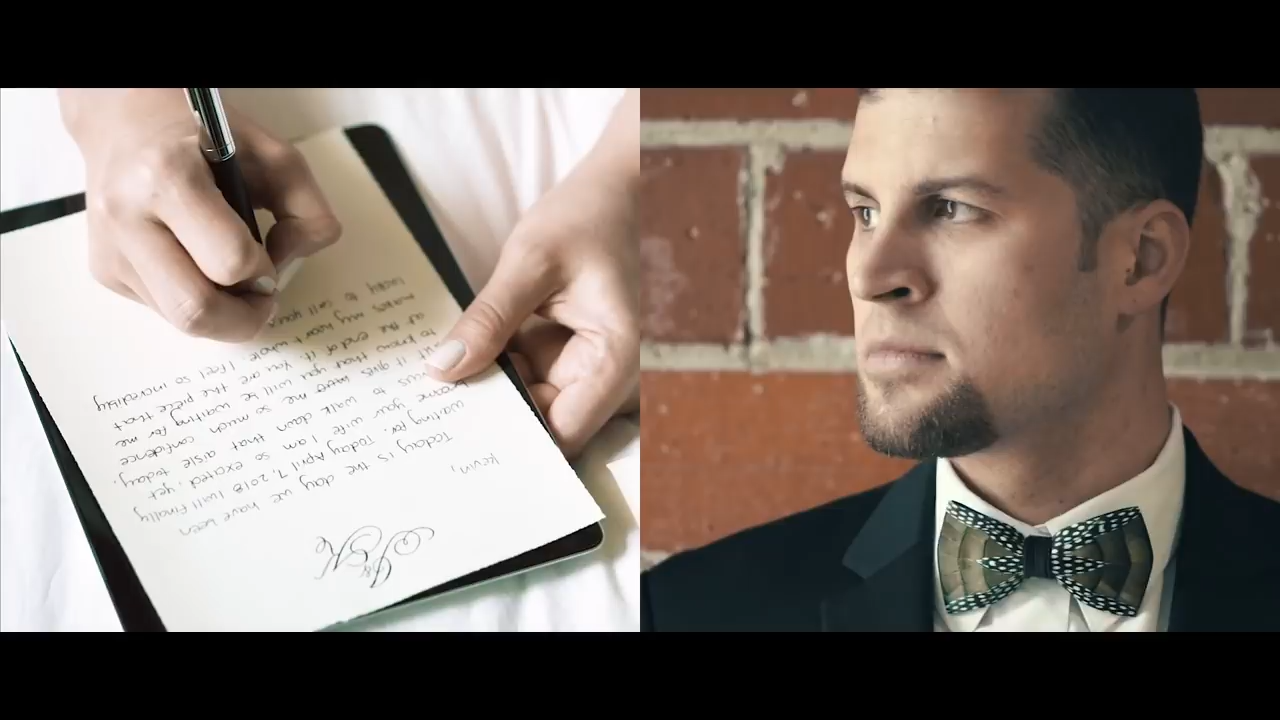 Kevin,
Today is the day we have been
waiting for. Today April 7, 2018 I will finally
become your wife I am so excited, yet
to walk down that aisle today.
it gives me so much confidence
to know that you will be waiting for me
at the end of it. You are the piece that
makes my heart whole. I feel so incredibly
lucky to call yours